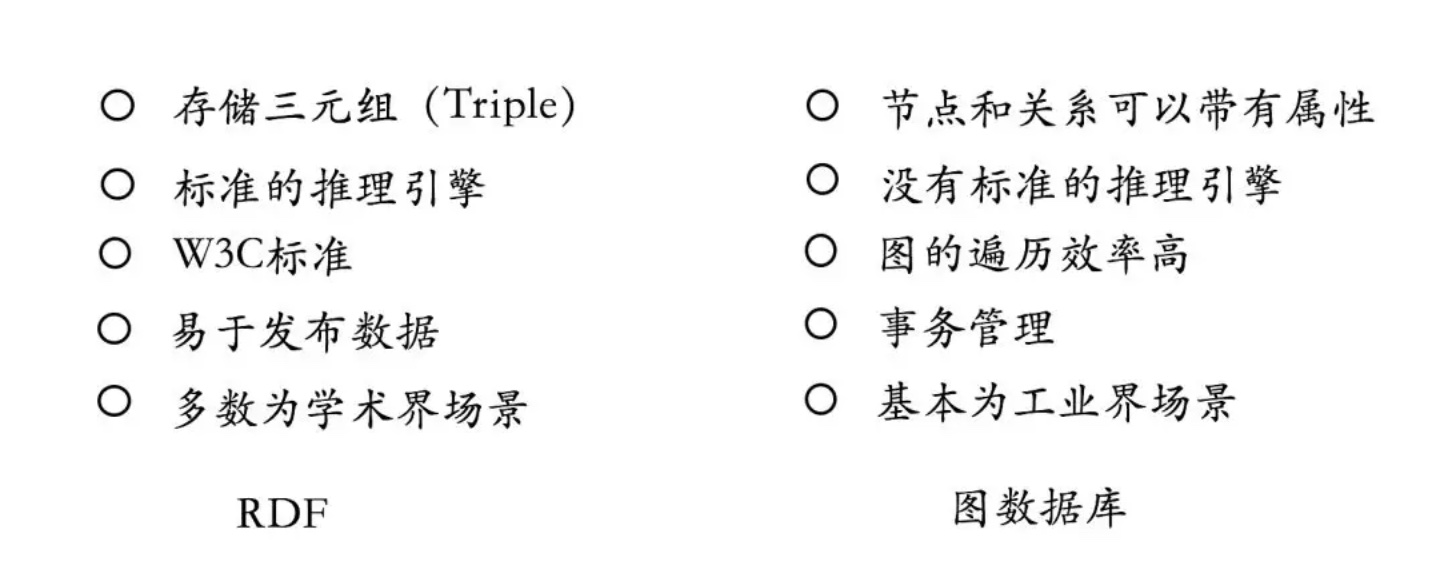 存储三元组（Triple）
标准的推理引擎
W3C标准
易于发布数据
多数为学术界场景
RDF
节点和关系可以带有属性
没有标准的推理引擎
图的遍历效率高
事务管理
基本为工业界场景
图数据库